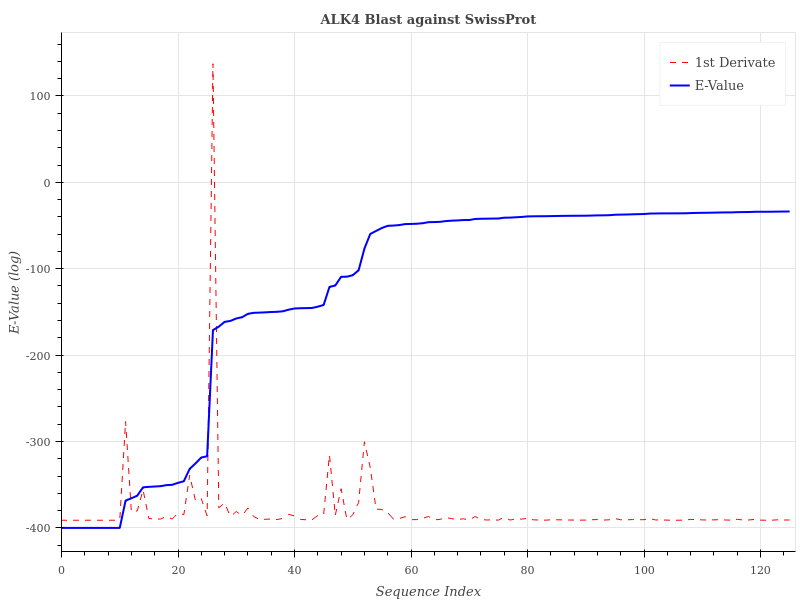 ALK4 Blast against SwissProt
1st Derivate
E-Value
100
0
-100
-200
-300
-400
E-Value (log)
0
20
40
60
80
100
120
Sequence Index